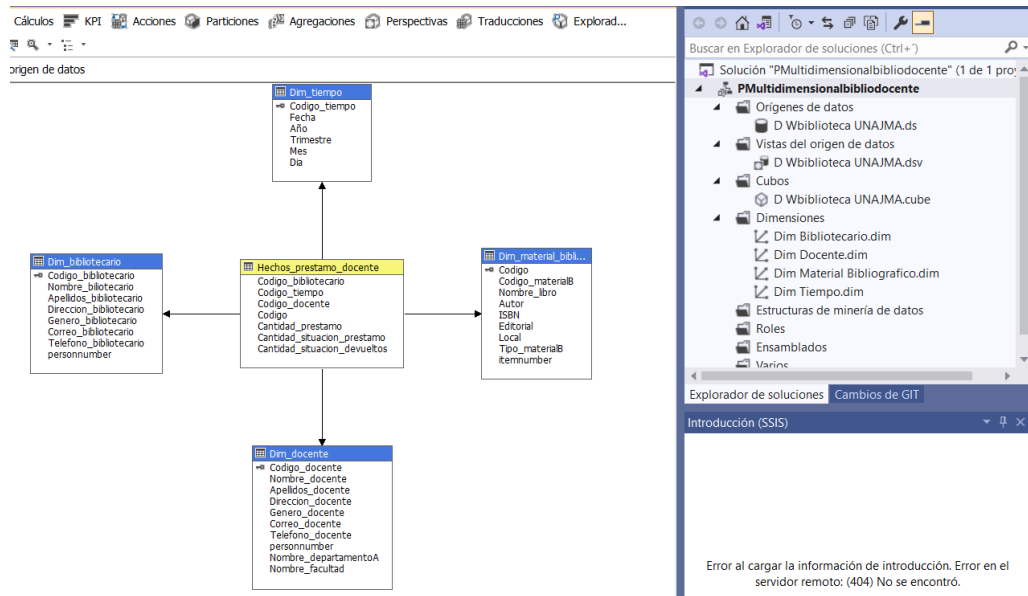 Cálculos KPI Acciones Particiones Agregaciones Perspectivas Traducciones Explorad...
origen de datos
Dim_tiempo
Codigo_tiempo
Fecha
Año
Trimestre
Mes
Dia
Dim_bibliotecario
Codigo_bibliotecario
Nombre_biliotecario
Apellidos_bibliotecario
Direccion_bibliotecario
Genero_bibliotecario
Correo_bibliotecario
Telefono_bibliotecario
personnumber
Hechos_prestamo_docente
Codigo_bibliotecario
Codigo_tiempo
Codigo_docente
Codigo
Cantidad_prestamo
Cantidad_situacion_prestamo
Cantidad_situacion_devueltos
Dim_material_bibli...
Codigo
Codigo_materialB
Nombre_libro
Autor
ISBN
Editorial
Local
Tipo_materialB
itemnumber
Dim_docente
Codigo_docente
Nombre_docente
Apellidos_docente
Direccion_docente
Genero_docente
Correo_docente
Telefono_docente
personnumber
Nombre_departamentoA
Nombre_facultad
Buscar en Explorador de soluciones (Ctrl+´)
Solución "PMultidimensionalbibliodocente" (1 de 1 proy
PMultidimensionalbibliodocente
Orígenes de datos
D Wbiblioteca UNAJMA.ds
Vistas del origen de datos
D Wbiblioteca UNAJMA.dsv
Cubos
D Wbiblioteca UNAJMA.cube
Dimensiones
Dim Bibliotecario.dim
Dim Docente.dim
Dim Material Bibliografico.dim
Dim Tiempo.dim
Estructuras de minería de datos
Roles
Ensamblados
Varios
Explorador de soluciones Cambios de GIT
Introducción (SSIS)
Error al cargar la información de introducción. Error en el
servidor remoto: (404) No se encontró.